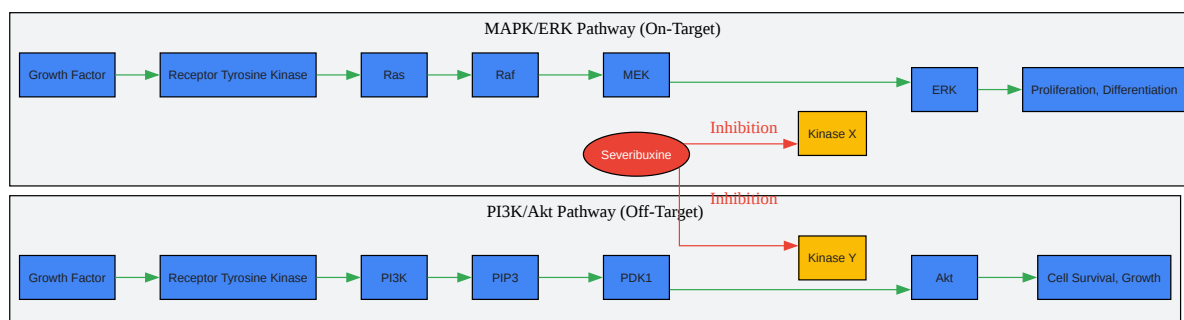 MAPK/ERK Pathway (On-Target)
Growth Factor
Receptor Tyrosine Kinase
Ras
Raf
MEK
ERK
Proliferation, Differentiation
Inhibition
Kinase X
Severibuxine
Inhibition
PI3K/Akt Pathway (Off-Target)
Kinase Y
Growth Factor
Receptor Tyrosine Kinase
PI3K
PIP3
PDK1
Akt
Cell Survival, Growth